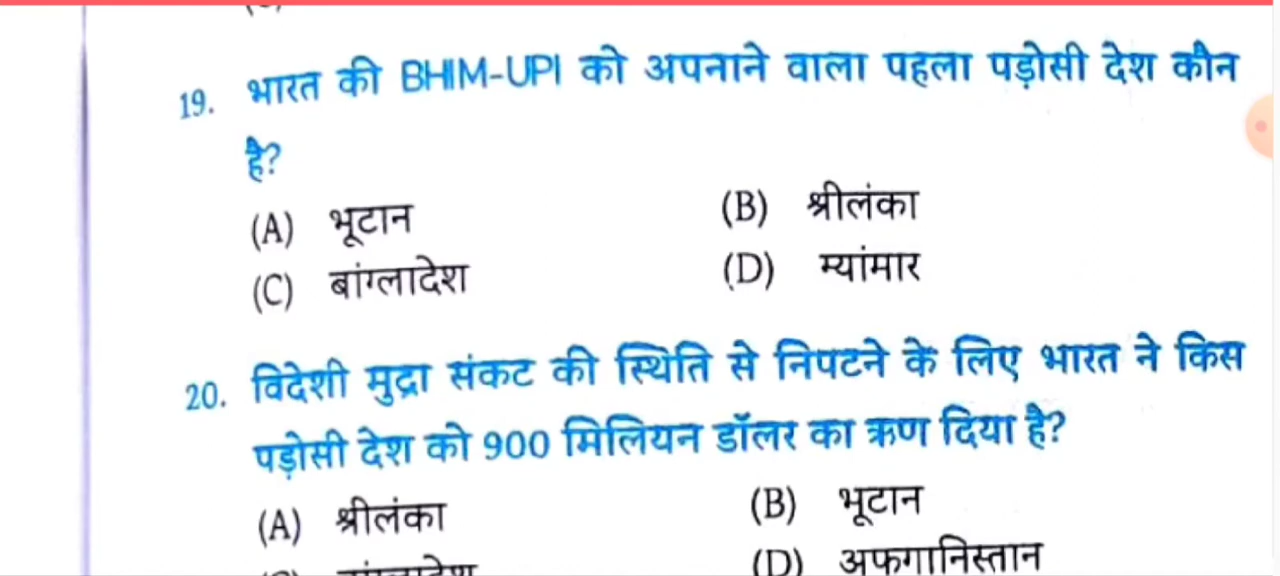 19. भारत की BHIM-UPI को अपनाने वाला पहला पड़ोसी देश कौन
है?
(A) भूटान (B) श्रीलंका
(C) बांग्लादेश (D) म्यांमार
20. विदेशी मुद्रा संकट की स्थिति से निपटने के लिए भारत ने किस
पड़ोसी देश को 900 मिलियन डॉलर का ऋण दिया है?
(A) श्रीलंका (B) भूटान
(D) अफगानिस्तान